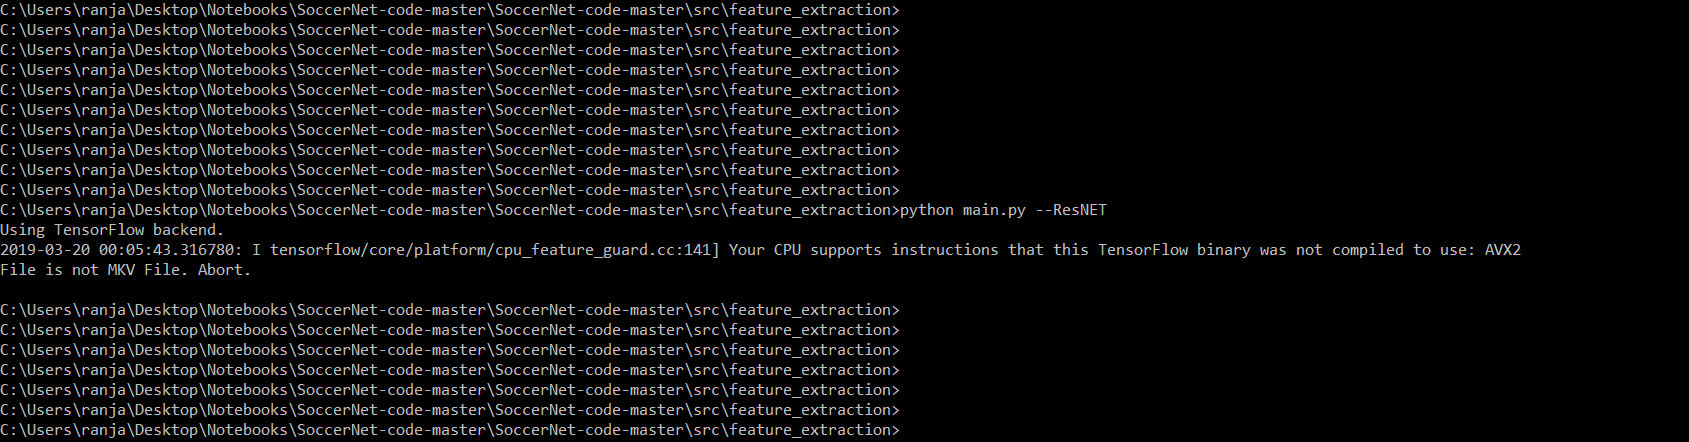 C:\Users\ranja\Desktop\Notebooks\SoccerNet-code-master\SoccerNet-code-master\src\feature_extraction>
C:\Users\ranja\Desktop\Notebooks\SoccerNet-code-master\SoccerNet-code-master\src\feature_extraction>
C:\Users\ranja\Desktop\Notebooks\SoccerNet-code-master\SoccerNet-code-master\src\feature_extraction>
C:\Users\ranja\Desktop\Notebooks\SoccerNet-code-master\SoccerNet-code-master\src\feature_extraction>
C:\Users\ranja\Desktop\Notebooks\SoccerNet-code-master\SoccerNet-code-master\src\feature_extraction>
C:\Users\ranja\Desktop\Notebooks\SoccerNet-code-master\SoccerNet-code-master\src\feature_extraction>
C:\Users\ranja\Desktop\Notebooks\SoccerNet-code-master\SoccerNet-code-master\src\feature_extraction>
C:\Users\ranja\Desktop\Notebooks\SoccerNet-code-master\SoccerNet-code-master\src\feature_extraction>
C:\Users\ranja\Desktop\Notebooks\SoccerNet-code-master\SoccerNet-code-master\src\feature_extraction>
C:\Users\ranja\Desktop\Notebooks\SoccerNet-code-master\SoccerNet-code-master\src\feature_extraction>
C:\Users\ranja\Desktop\Notebooks\SoccerNet-code-master\SoccerNet-code-master\src\feature_extraction>python main.py --ResNET
Using TensorFlow backend.
2019-03-20 00:05:43.316780: I tensorflow/core/platform/cpu_feature_guard.cc:141] Your CPU supports instructions that this TensorFlow binary was not compiled to use: AVX2
File is not MKV File. Abort.
C:\Users\ranja\Desktop\Notebooks\SoccerNet-code-master\SoccerNet-code-master\src\feature_extraction>
C:\Users\ranja\Desktop\Notebooks\SoccerNet-code-master\SoccerNet-code-master\src\feature_extraction>
C:\Users\ranja\Desktop\Notebooks\SoccerNet-code-master\SoccerNet-code-master\src\feature_extraction>
C:\Users\ranja\Desktop\Notebooks\SoccerNet-code-master\SoccerNet-code-master\src\feature_extraction>
C:\Users\ranja\Desktop\Notebooks\SoccerNet-code-master\SoccerNet-code-master\src\feature_extraction>
C:\Users\ranja\Desktop\Notebooks\SoccerNet-code-master\SoccerNet-code-master\src\feature_extraction>
C:\Users\ranja\Desktop\Notebooks\SoccerNet-code-master\SoccerNet-code-master\src\feature_extraction>